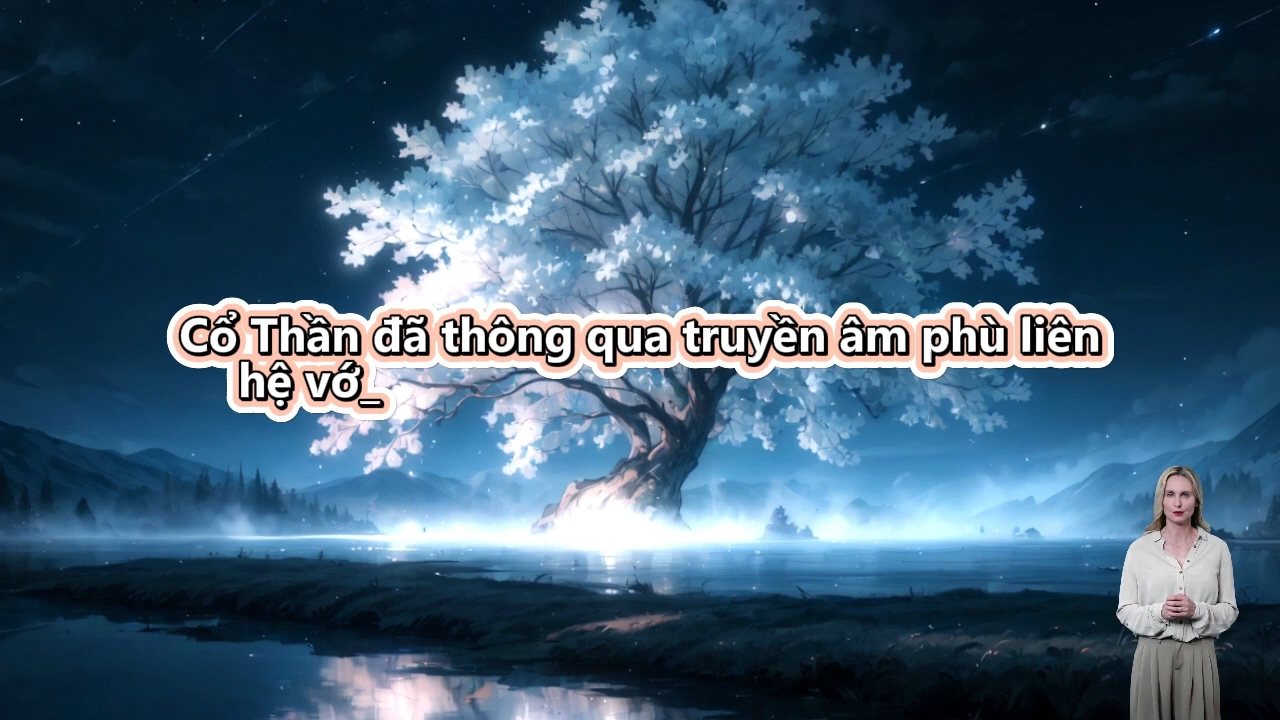 Cổ Thần đã thông qua truyền âm phù liên
hệ vớ_